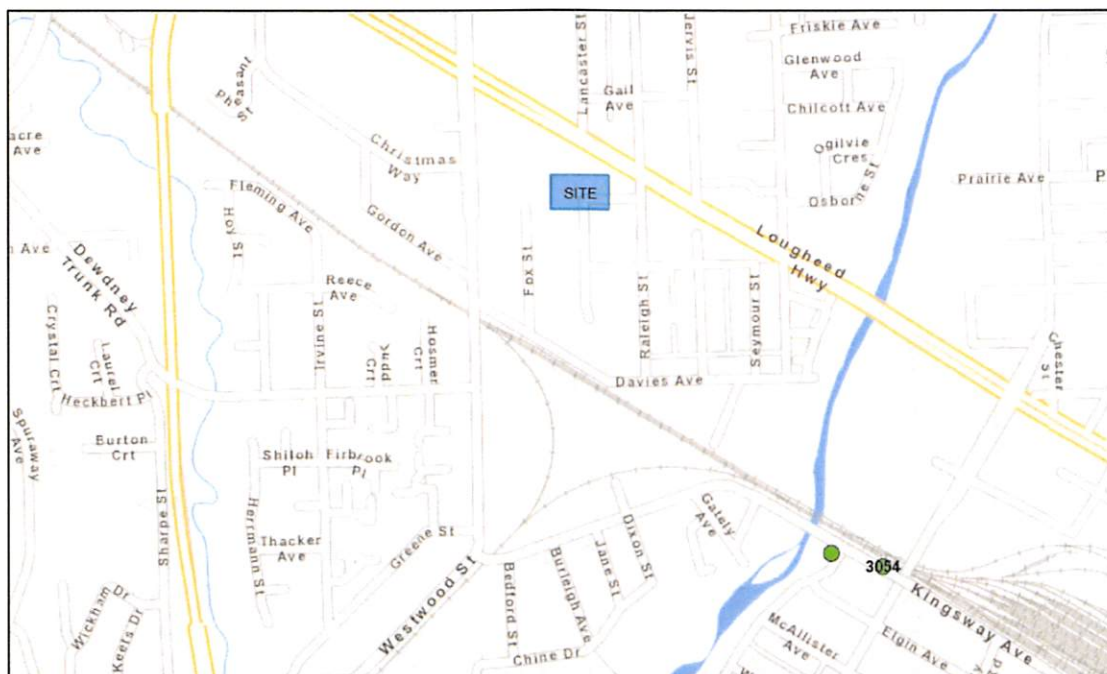 Friskie Ave
Lancaster St
Jervis St
Glenwood
Ave
Pheasant
St
Gail
Ave
Chilcott Ave
acre
Ave
Christmas
Way
Ogilvie
Cres
Prairie Ave
P
SITE
Fleming Ave
Osborne St
Hoy St
Gordon Ave
n Ave
Dewdney
Trunk Rd
Lougheed
Hwy
Fox St
Reece
Ave
Raleigh St
Seymour St
Crystal Crt
Laurel
Crt
Irvine St
Hosmer
Crt
Chester
St
Davies Ave
Heckbert Pl
Spuraway
Ave
Burton
Crt
Shiloh
Pl
Firbrook
Pl
Sharpe St
Herrmann St
Gately
Ave
Thacker
Ave
Greene St
Dixon St
Jane St
Burleigh Ave
Bedford St
Westwood St
3054
Kingsway Ave
Wickham Dr
Keets Dr
McAllister
Ave
Elgin Ave
Chine Dr